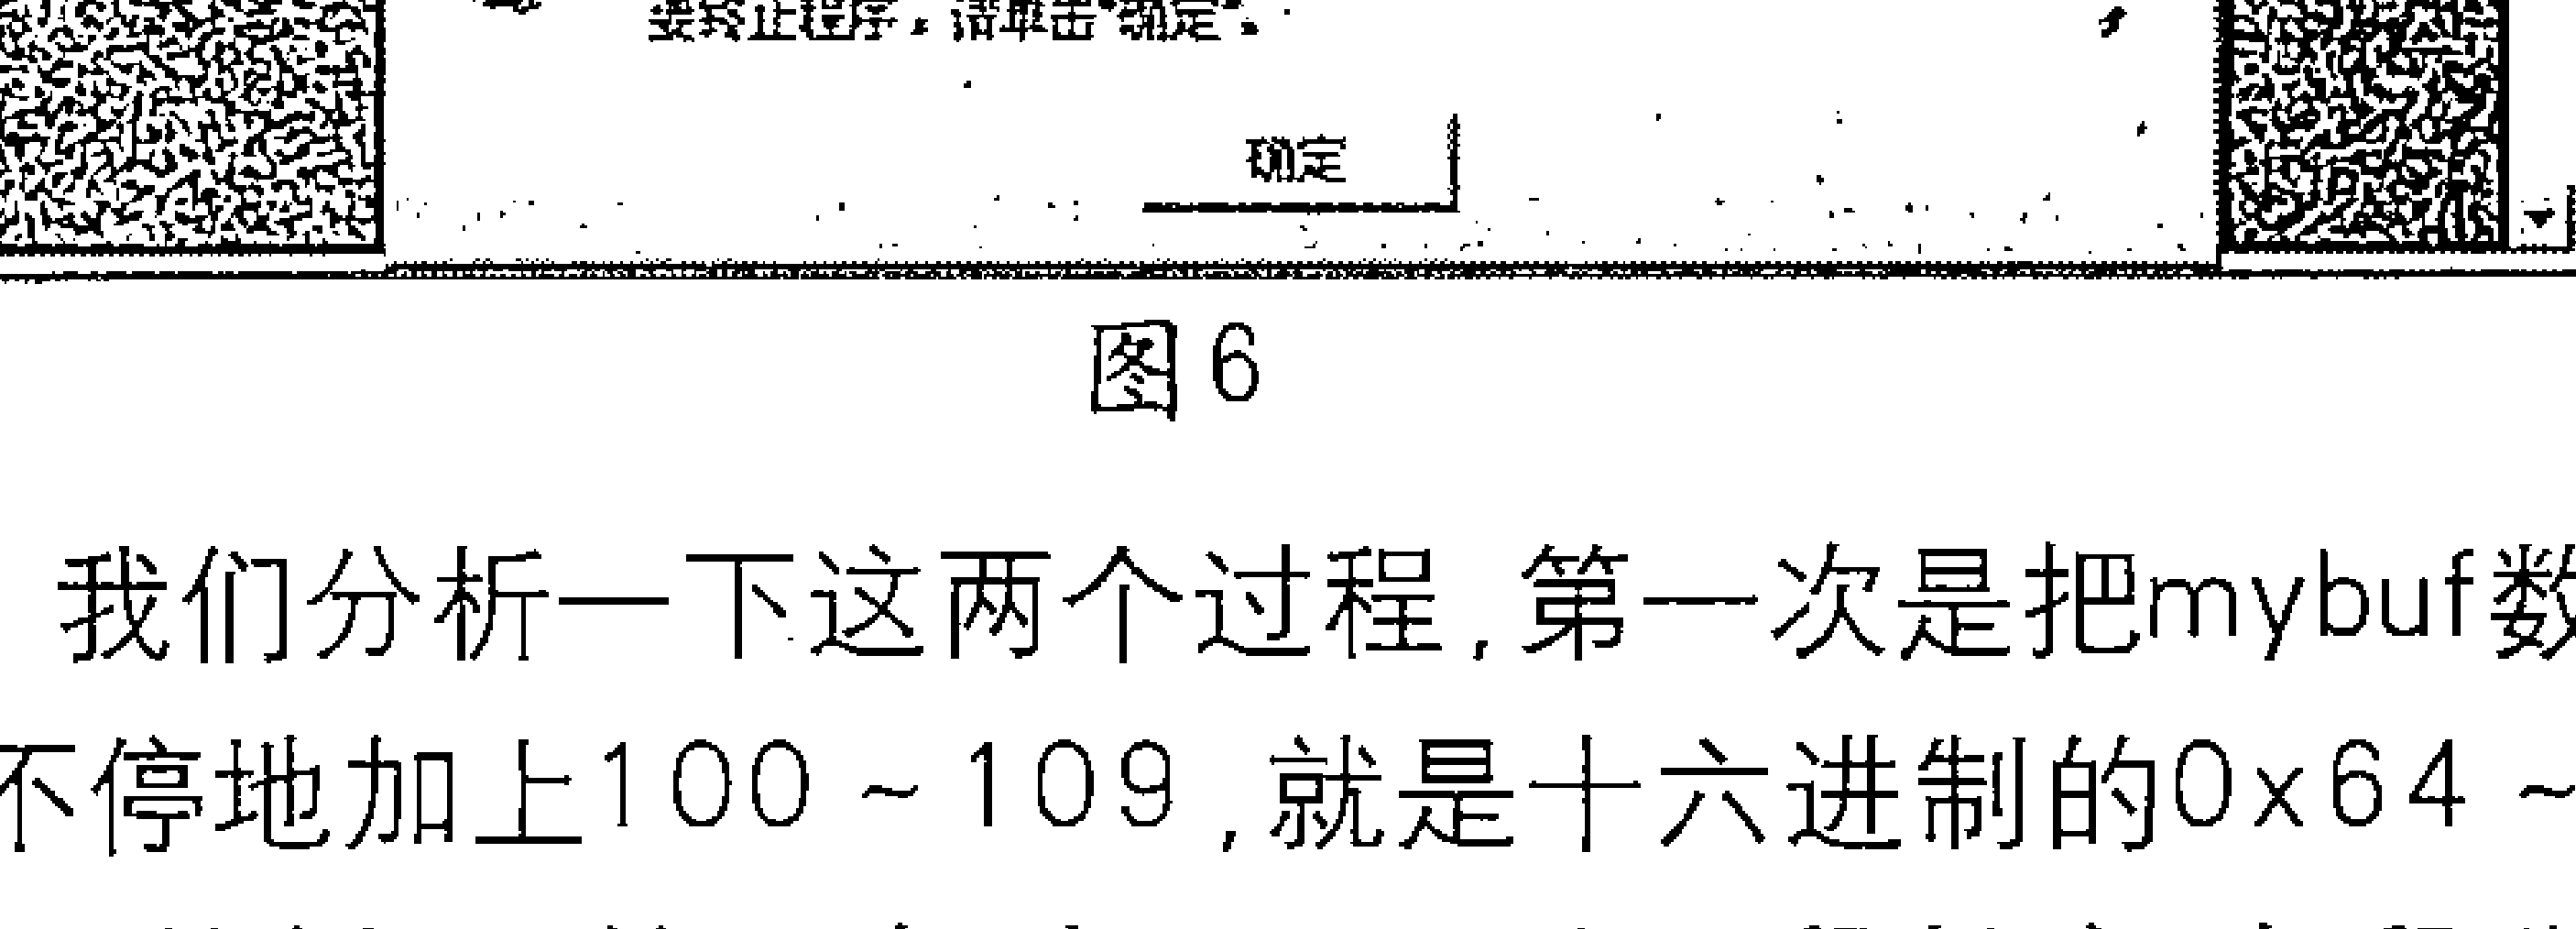 要终止程序，请单击"确定"。
确定
图6
我们分析一下这两个过程,第一次是把mybuf数
不停地加上100~109,就是十六进制的0x64~